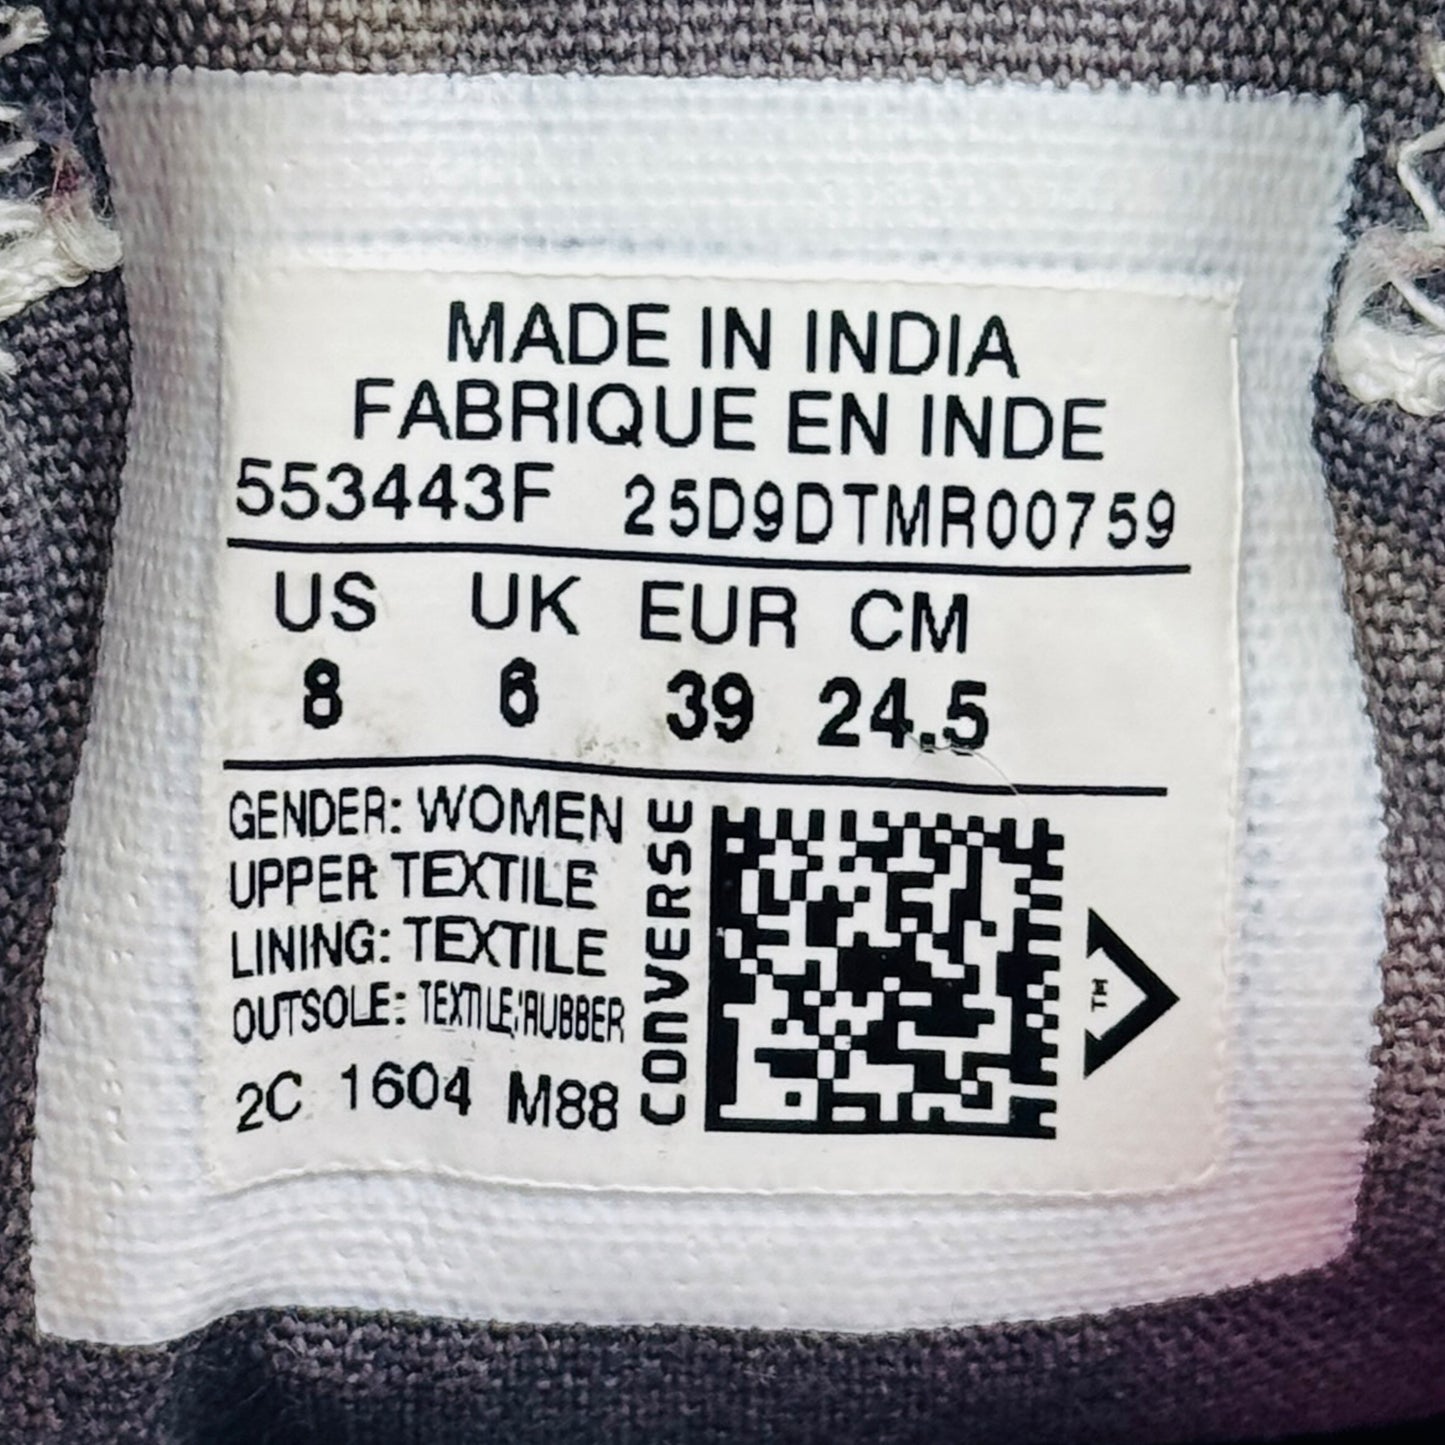 MADE IN INDIA
FABRIQUE EN INDE
553443F 25D9DTMR00759
US UK EUR CM
8 6 39 24.5
GENDER: WOMEN
UPPER: TEXTILE
LINING: TEXTILE
OUTSOLE: TEXTILE/RUBBER
2C 1604 M88
CONVERSE
TM